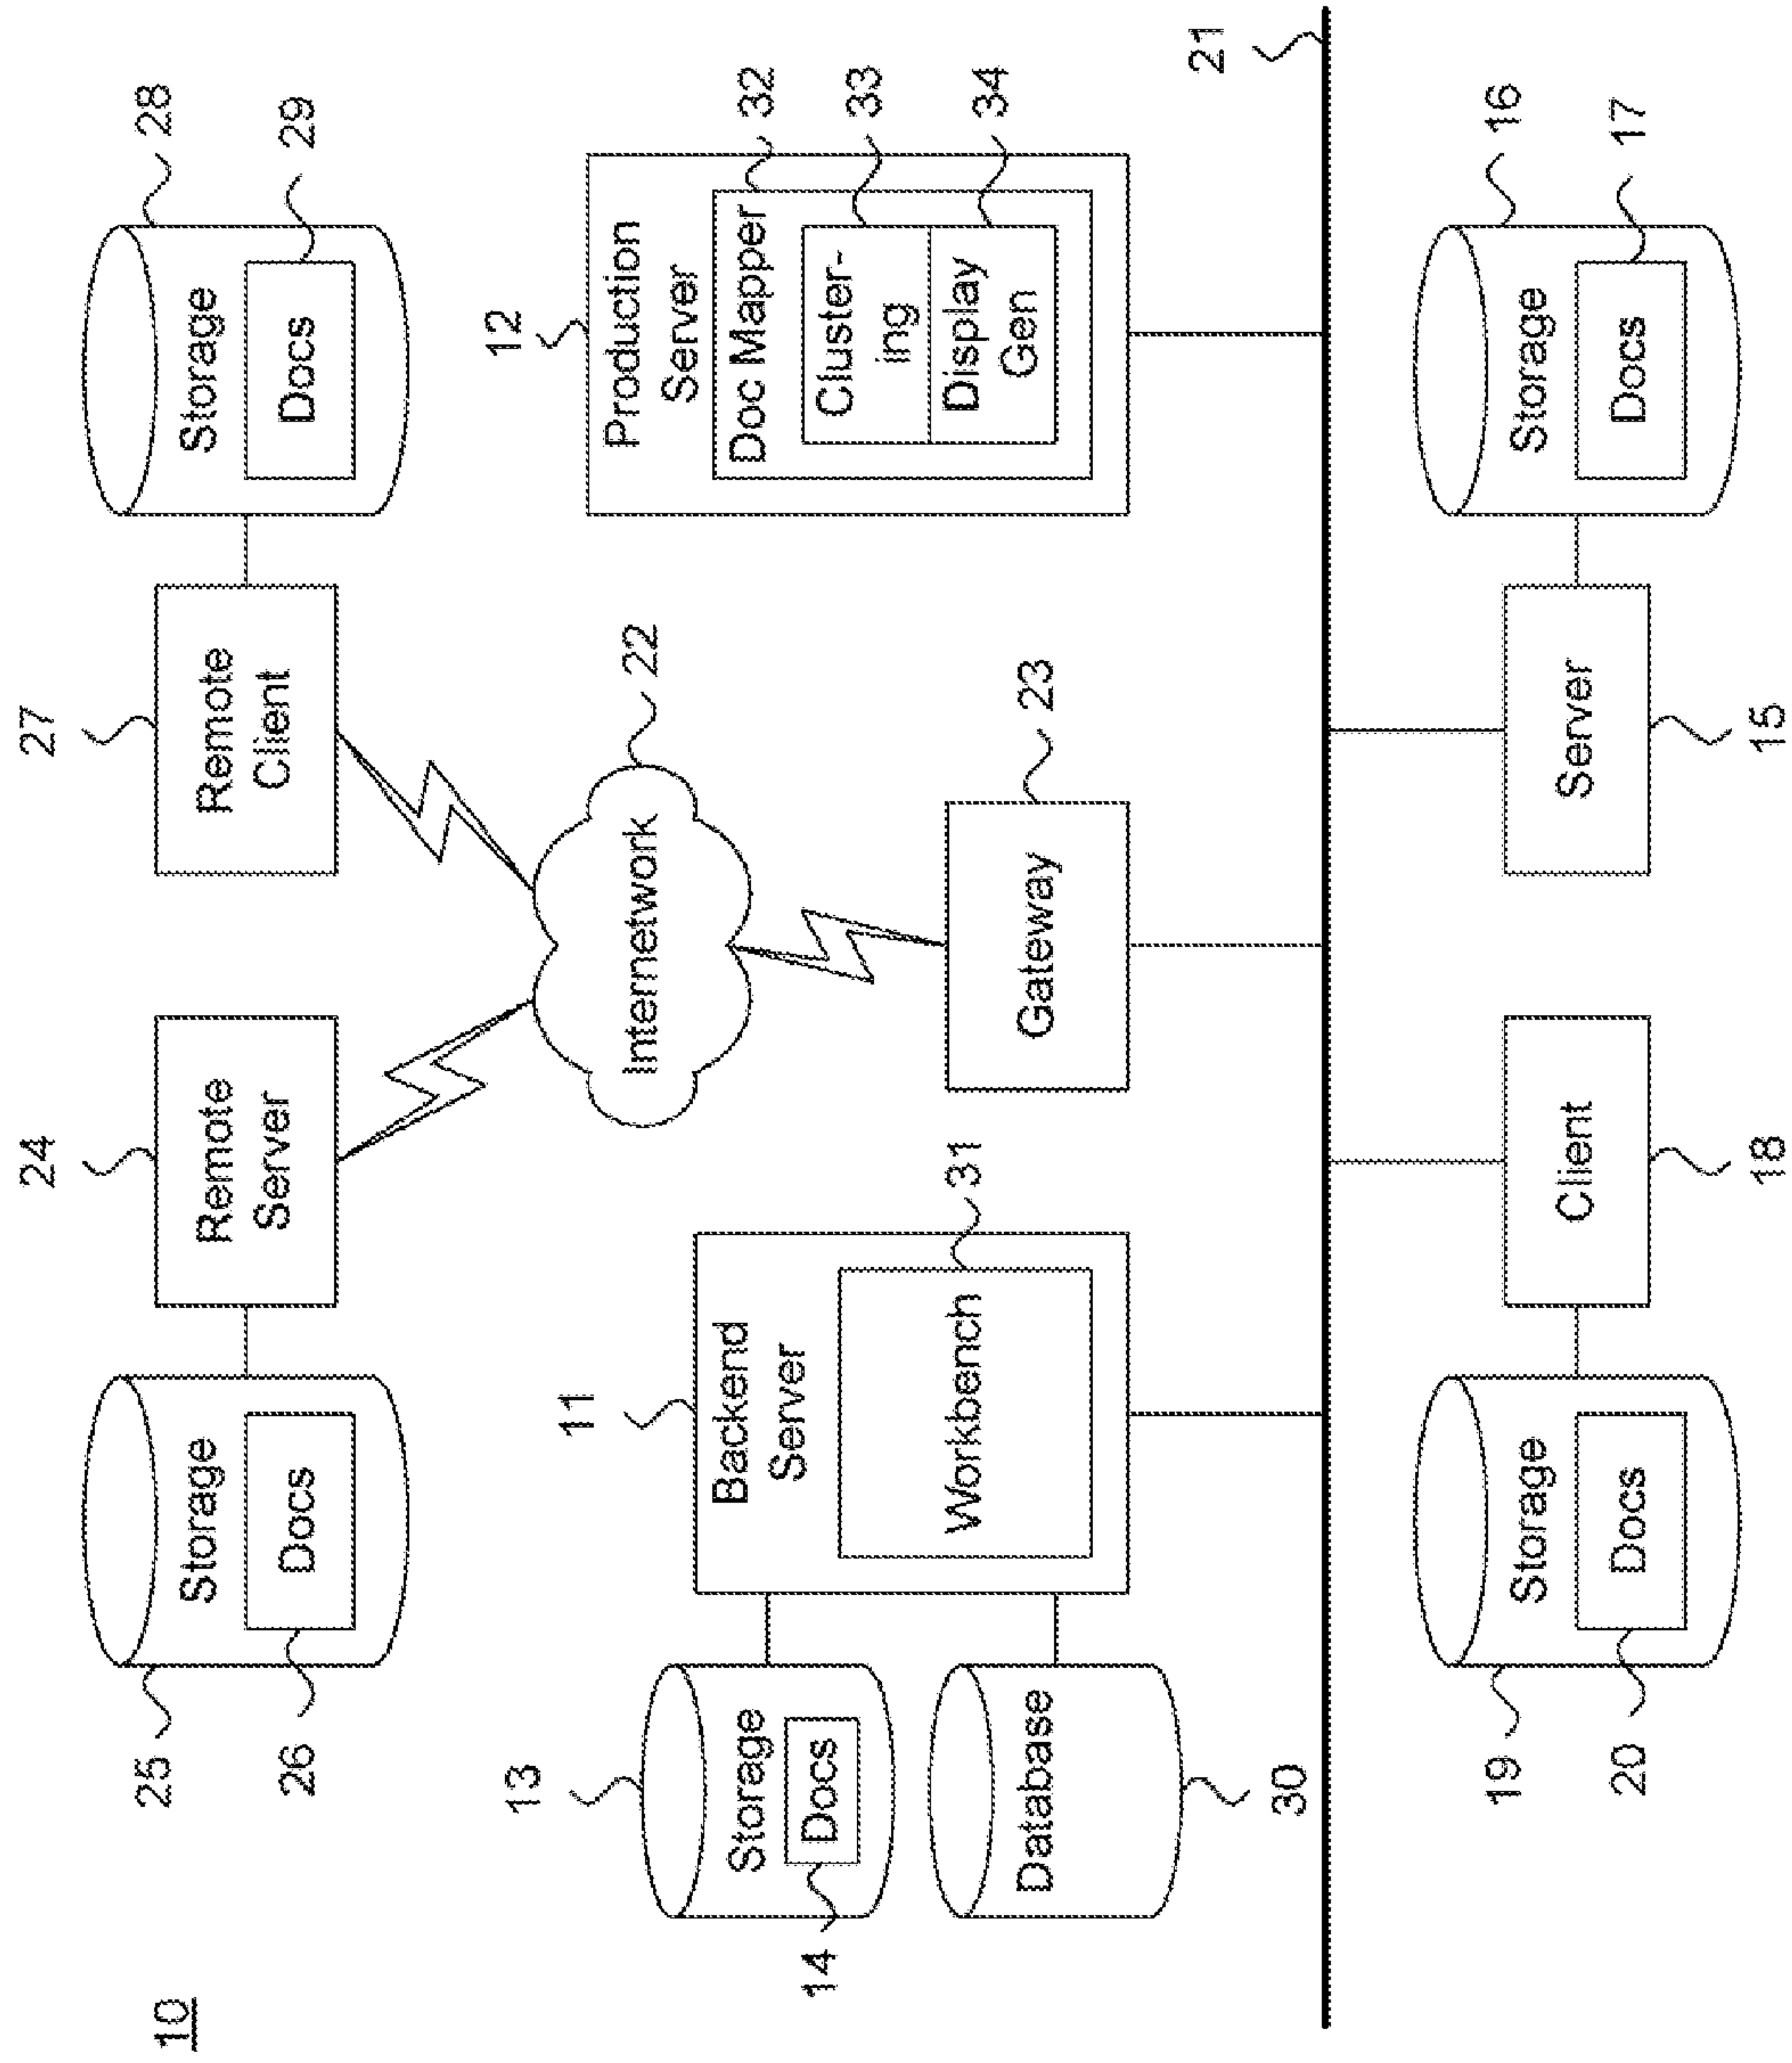 10
25
26
Storage
Docs
24
Remote
Server
27
Remote
Client
Storage
Docs
28
29
Internetwork
22
13
Storage
Docs
14
Database
30
11
Backend
Server
Workbench
31
Gateway
23
12
Production
Server
Doc Mapper
Cluster-
ing
Display
Gen
32
33
34
21
19
20
Storage
Docs
Client
18
Server
15
Storage
Docs
16
17